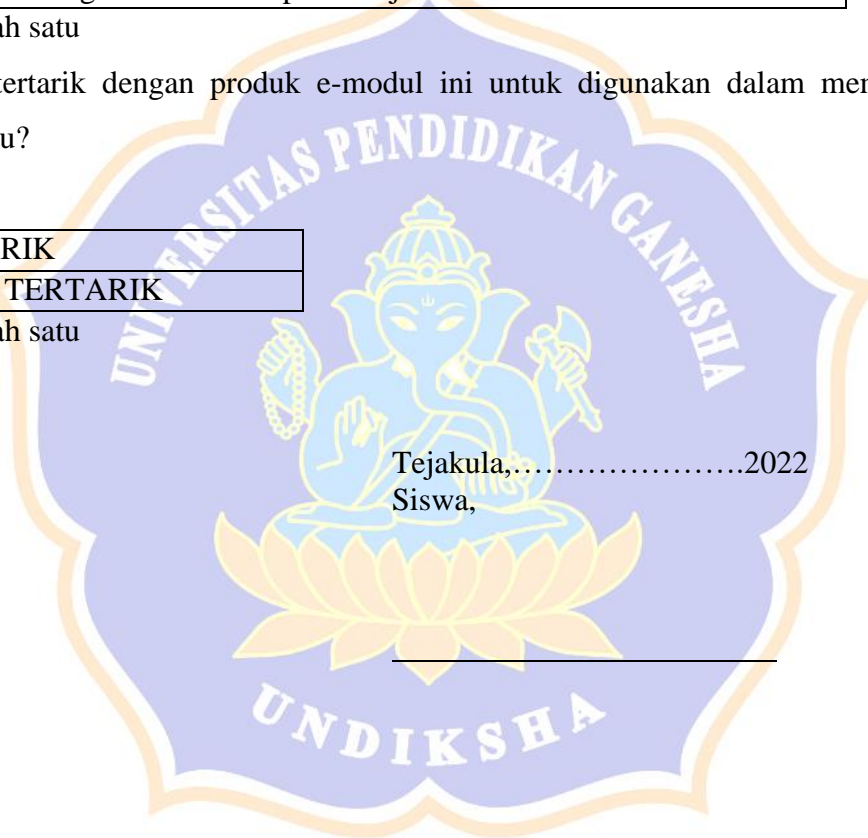 ah satu
tertarik dengan produk e-modul ini untuk digunakan dalam mer
u?
UNIVERSITAS PENDIDIKAN GANESHA
RIK
TERTARIK
ah satu
Tejakula,......................2022
Siswa,
UNDIKSHA